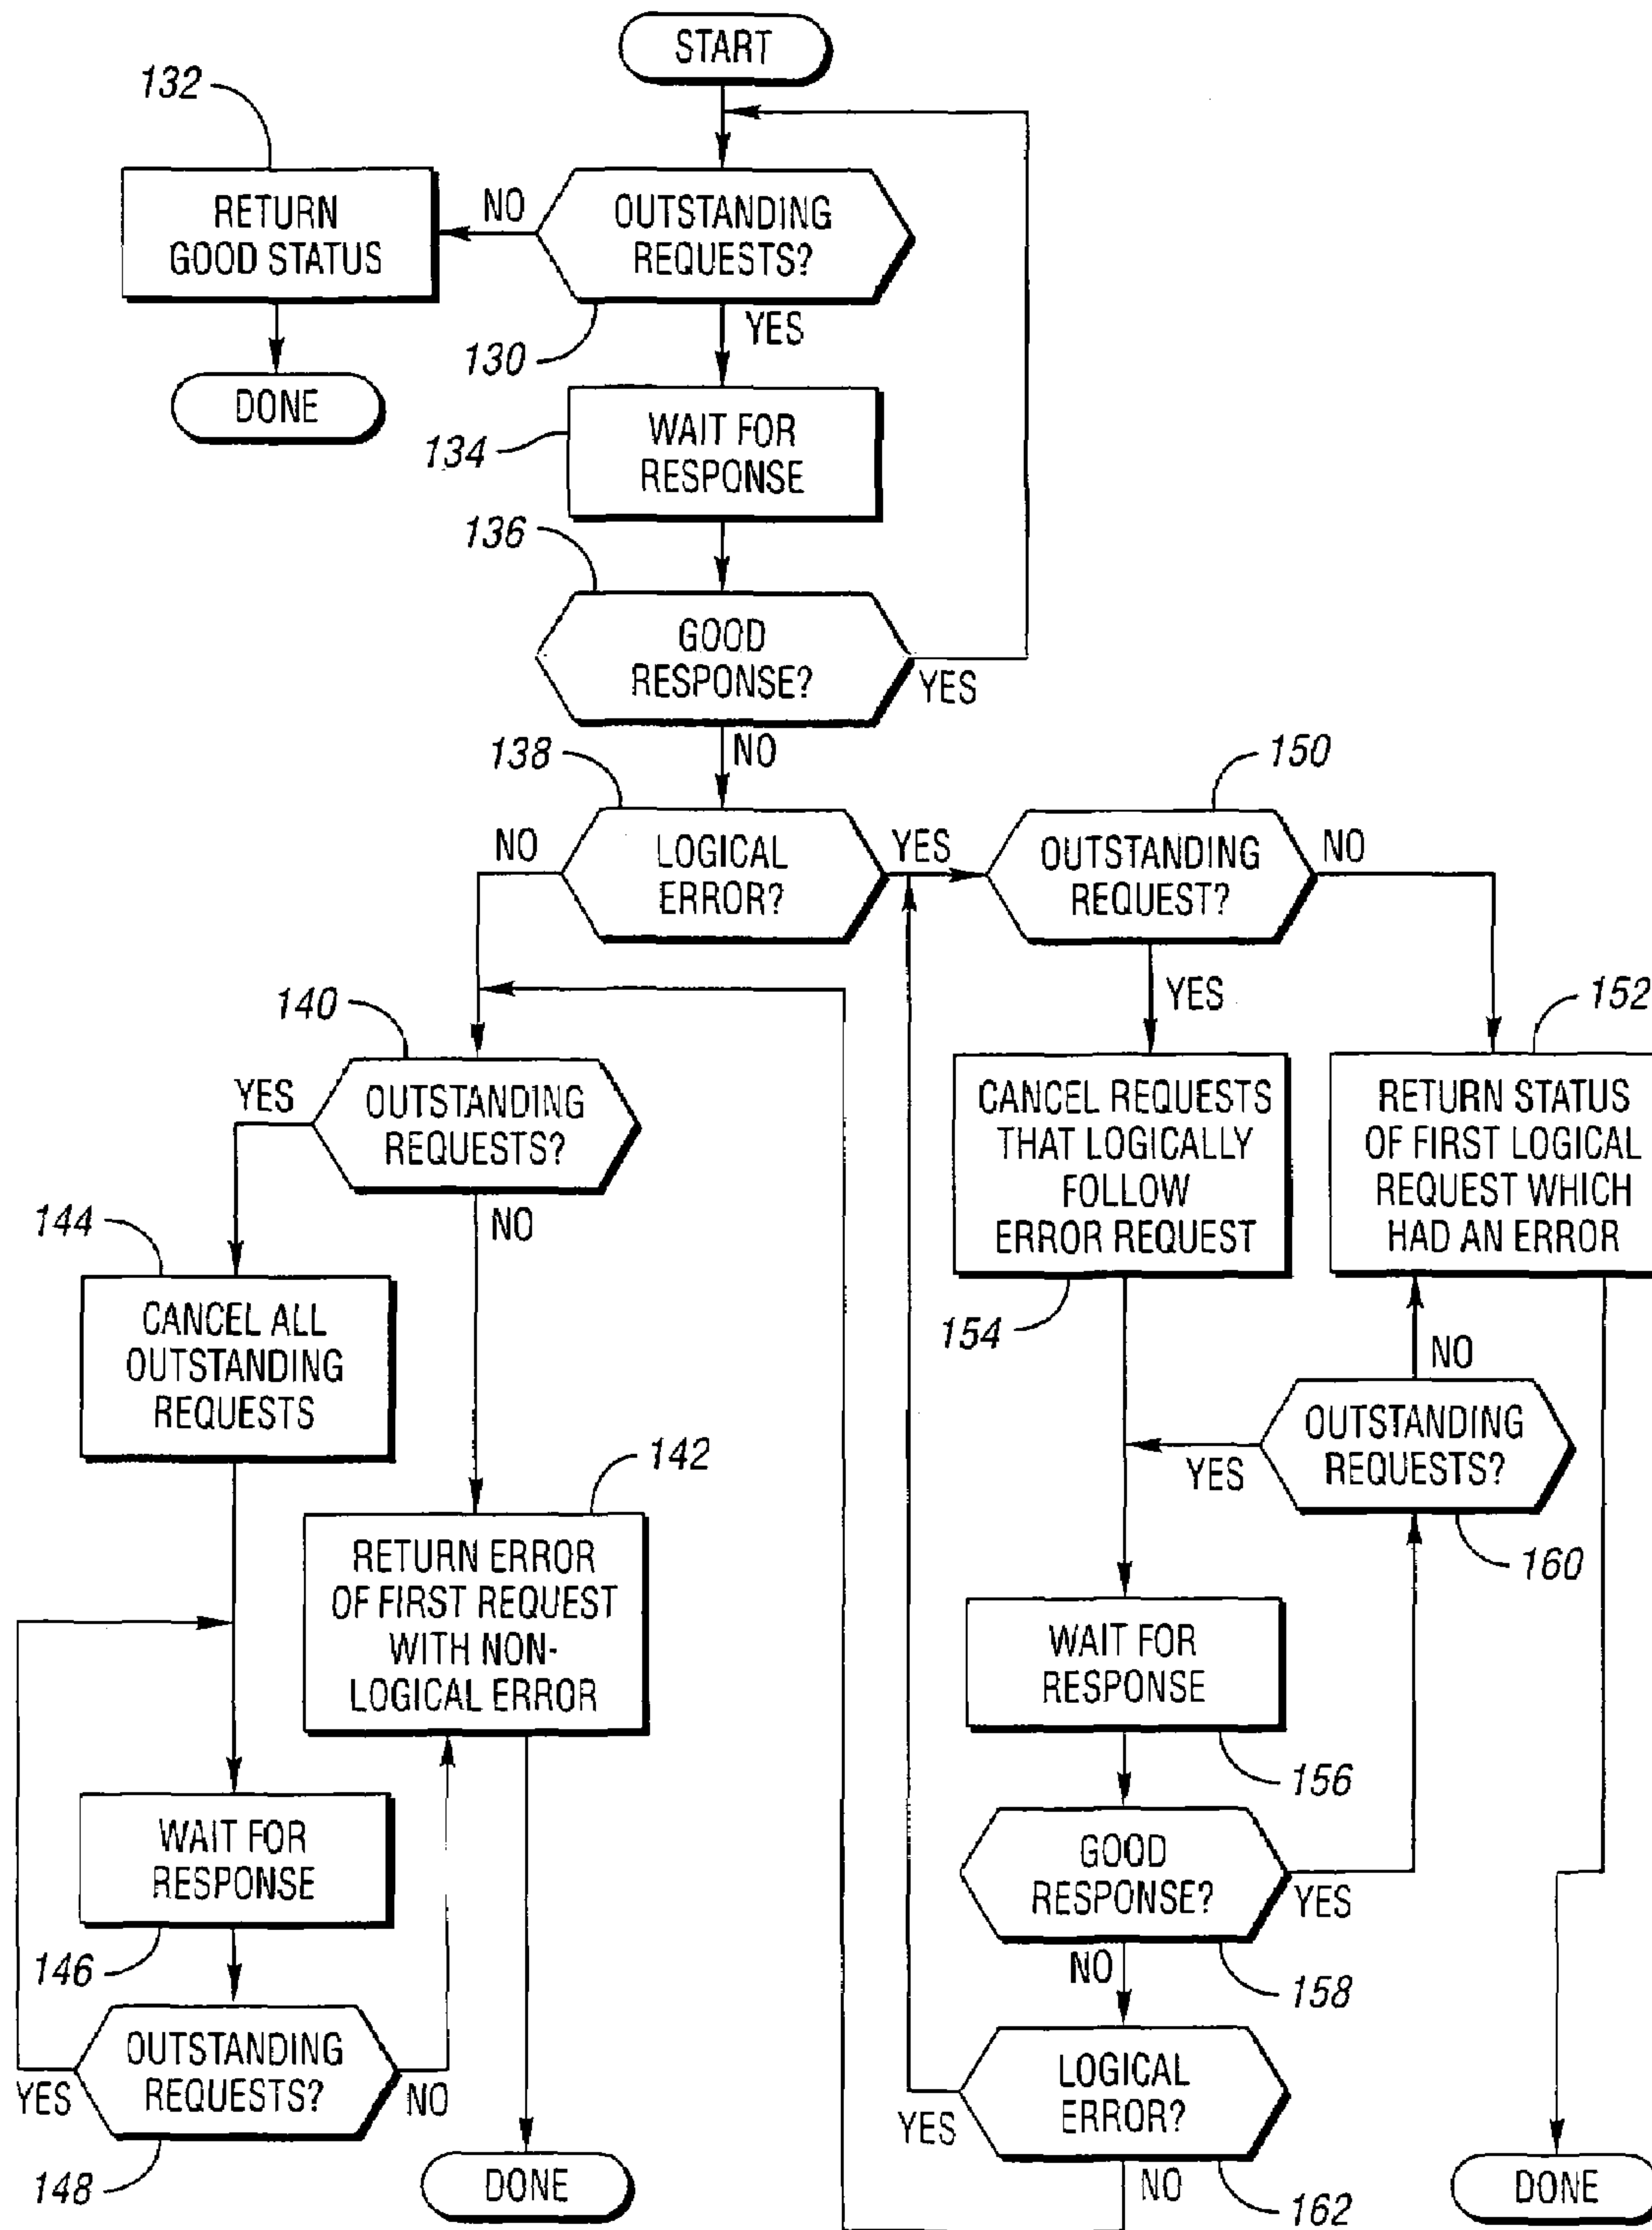 START
132
RETURN
GOOD STATUS
NO
OUTSTANDING
REQUESTS?
130
YES
DONE
134
WAIT FOR
RESPONSE
136
GOOD
RESPONSE?
YES
NO
138
LOGICAL
ERROR?
NO
YES
150
OUTSTANDING
REQUEST?
NO
YES
140
OUTSTANDING
REQUESTS?
YES
NO
152
CANCEL REQUESTS
THAT LOGICALLY
FOLLOW
ERROR REQUEST
154
RETURN STATUS
OF FIRST LOGICAL
REQUEST WHICH
HAD AN ERROR
144
CANCEL ALL
OUTSTANDING
REQUESTS
NO
OUTSTANDING
REQUESTS?
YES
160
142
RETURN ERROR
OF FIRST REQUEST
WITH NON-
LOGICAL ERROR
WAIT FOR
RESPONSE
156
WAIT FOR
RESPONSE
146
GOOD
RESPONSE?
YES
NO
158
OUTSTANDING
REQUESTS?
YES
NO
148
LOGICAL
ERROR?
YES
NO
162
DONE
DONE